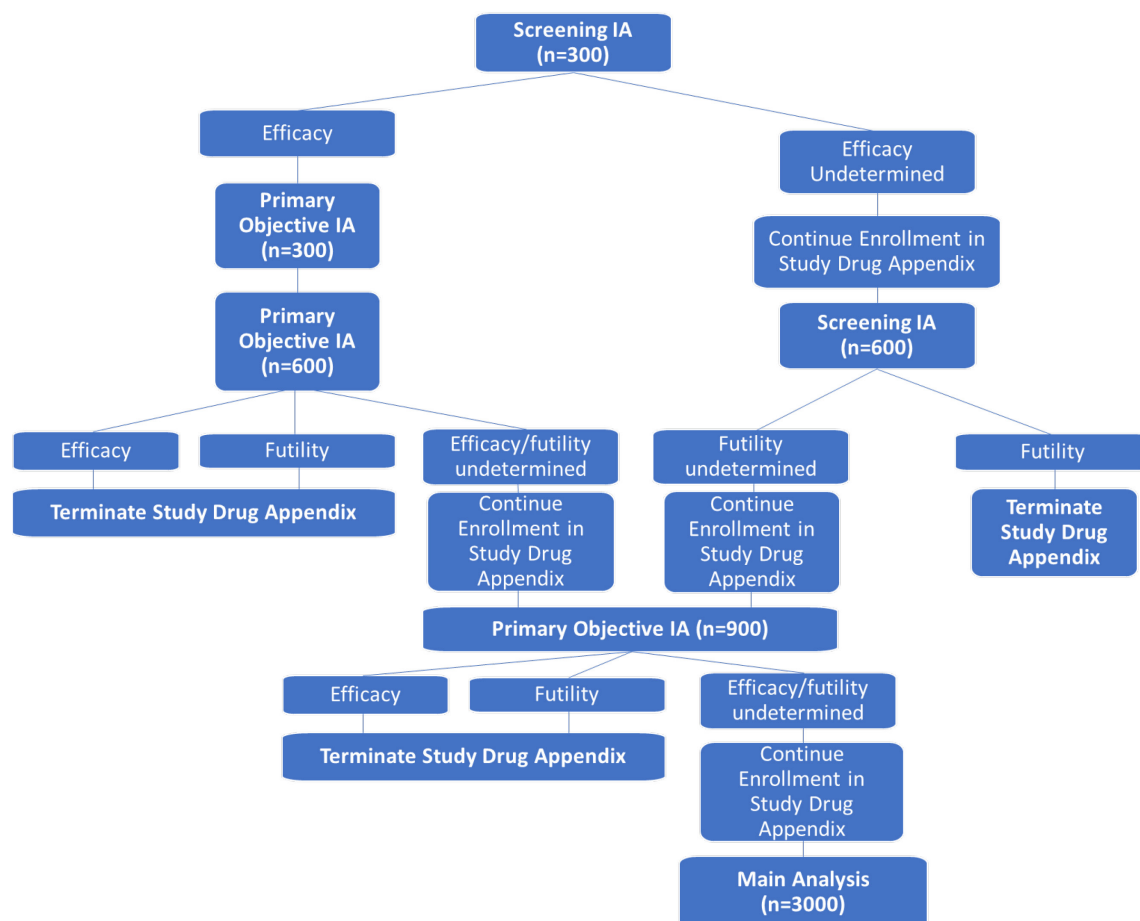 Screening IA
(n=300)
Efficacy
Efficacy
Undetermined
Primary
Objective IA
(n=300)
Continue Enrollment in
Study Drug Appendix
Primary
Objective IA
(n=600)
Screening IA
(n=600)
Efficacy
Futility
Efficacy/futility
undetermined
Futility
undetermined
Futility
Terminate Study Drug Appendix
Continue
Enrollment in
Study Drug
Appendix
Continue
Enrollment in
Study Drug
Appendix
Terminate
Study Drug
Appendix
Primary Objective IA (n=900)
Efficacy
Futility
Efficacy/futility
undetermined
Terminate Study Drug Appendix
Continue
Enrollment in
Study Drug
Appendix
Main Analysis
(n=3000)